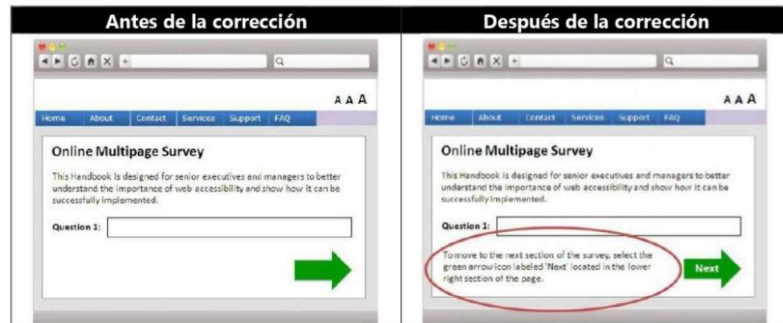 Antes de la corrección
Después de la corrección
A A A
Home About Contact Services Support FAQ
Online Multipage Survey
This Handbook is designed for senior executives and managers to better
understand the importance of web accessibility and show how it can be
successfully implemented.
Question 1:
A A A
Home About Contact Services Support FAQ
Online Multipage Survey
This Handbook is designed for senior executives and managers to better
understand the importance of web accessibility and show how it can be
successfully implemented.
Question 1:
To move to the next section of the survey, select the
green arrow icon labeled 'Next' located in the lower
right section of the page.
Next